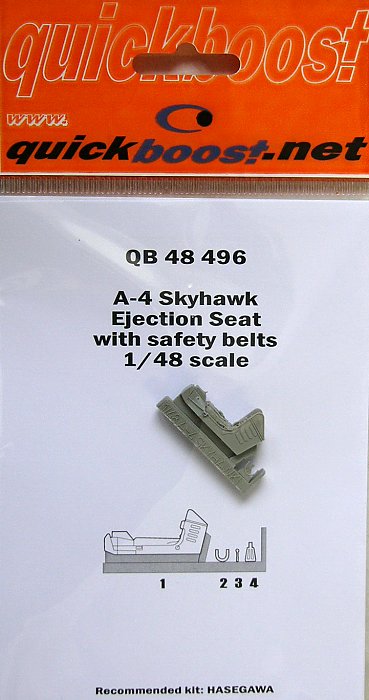 quickboost
www.
quickboost.net
QB 48 496
A-4 Skyhawk
Ejection Seat
with safety belts
1/48 scale
1 2 3 4
Recommended kit: HASEGAWA